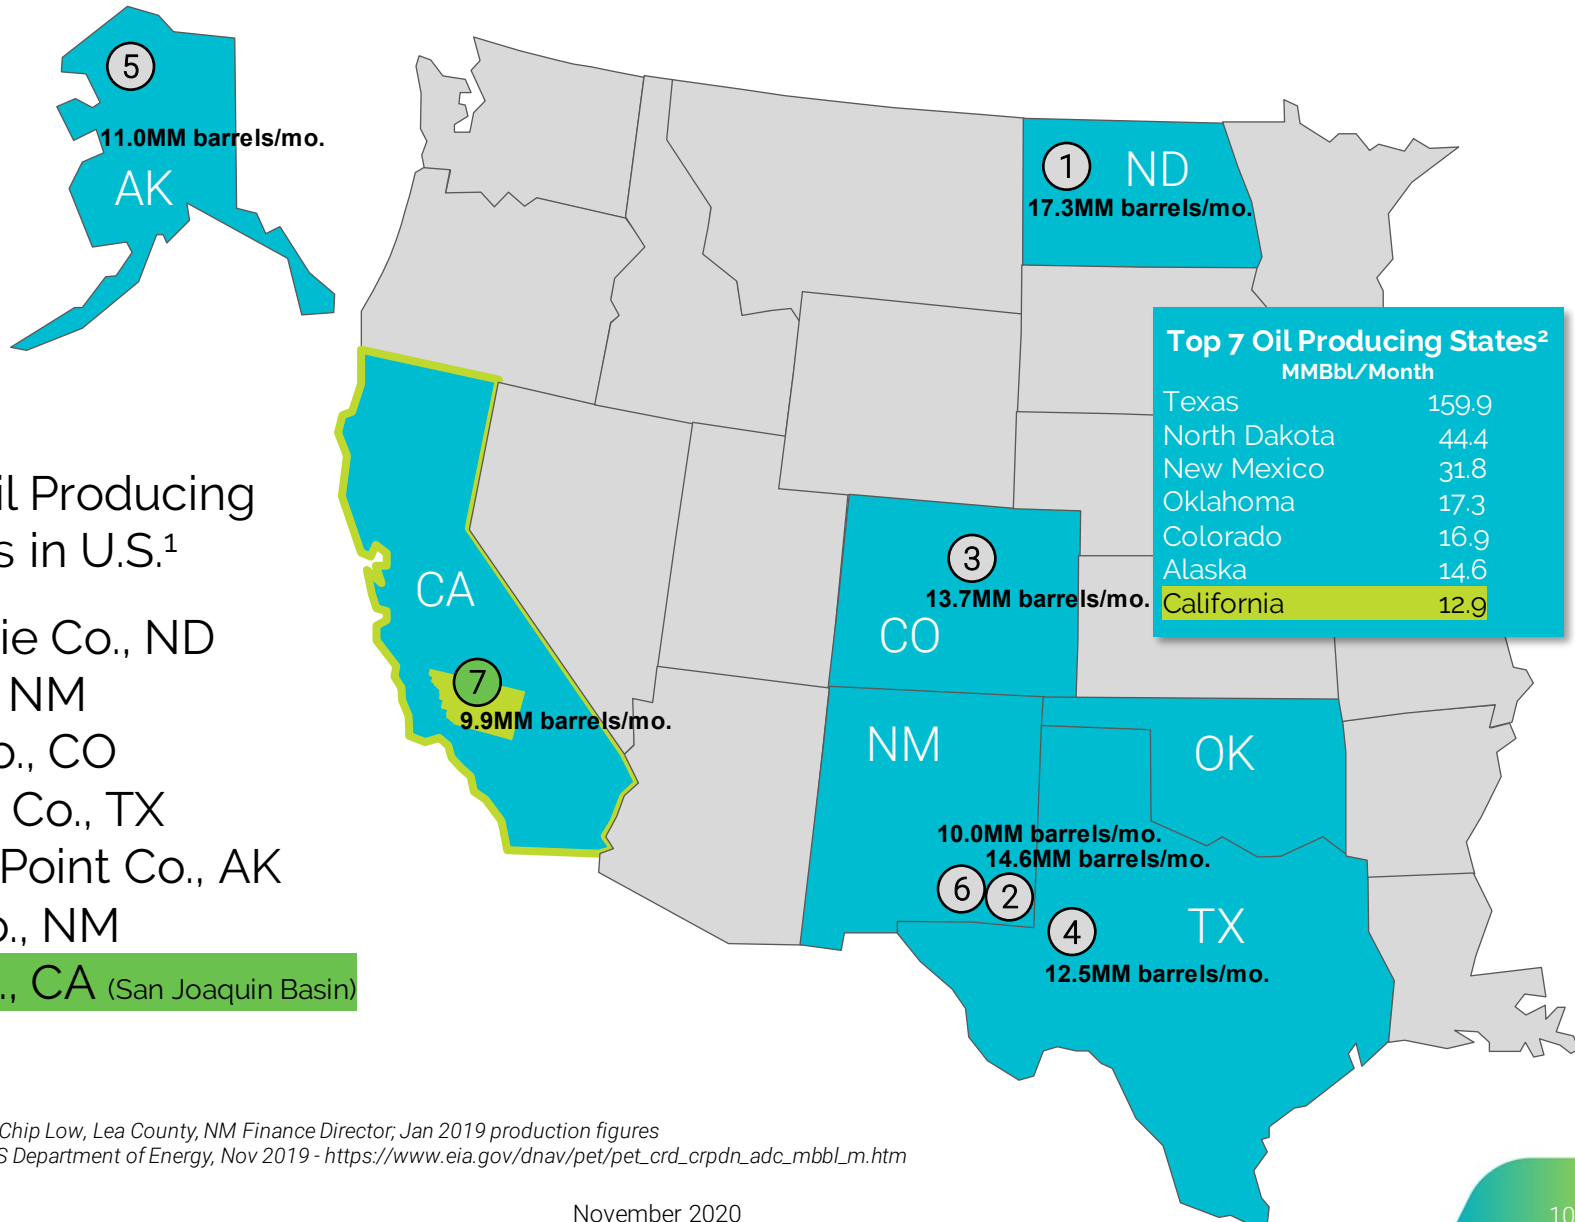 5
11.0MM barrels/mo.
AK
1
ND
17.3MM barrels/mo.
Top 7 Oil Producing States²
MMBbl/Month
Texas 159.9
North Dakota 44.4
New Mexico 31.8
Oklahoma 17.3
Colorado 16.9
Alaska 14.6
California 12.9
il Producing
s in U.S.¹
ie Co., ND
NM
o., CO
Co., TX
Point Co., AK
o., NM
., CA (San Joaquin Basin)
CA
7
9.9MM barrels/mo.
3
13.7MM barrels/mo.
CO
NM
OK
10.0MM barrels/mo.
14.6MM barrels/mo.
6
2
4
TX
12.5MM barrels/mo.
Chip Low, Lea County, NM Finance Director; Jan 2019 production figures
S Department of Energy, Nov 2019 - https://www.eia.gov/dnav/pet/pet_crd_crpdn_adc_mbbl_m.htm
November 2020
10